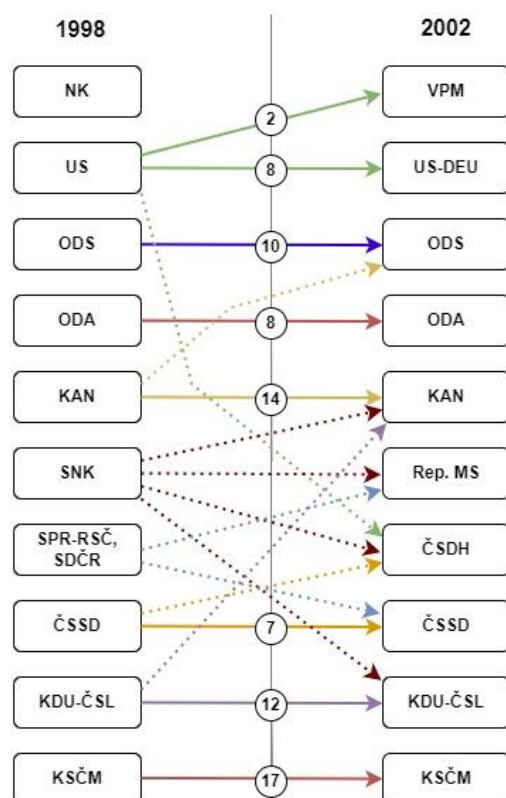 1998 2002
NK VPM
2
US 8 US-DEU
ODS 10 ODS
ODA 8 ODA
KAN 14 KAN
SNK Rep. MS
SPR-RSČ,
SDČR ČSDH
ČSSD 7 ČSSD
KDU-ČSL 12 KDU-ČSL
KSČM 17 KSČM